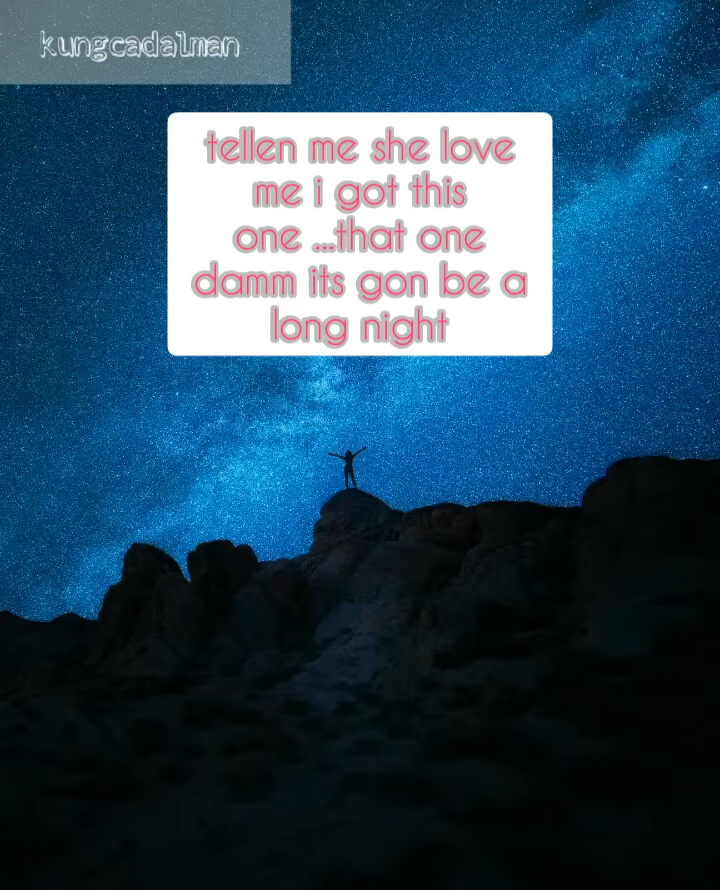 kungcadalman
tellen me she love
me i got this
one ...that one
damm its gon be a
long night